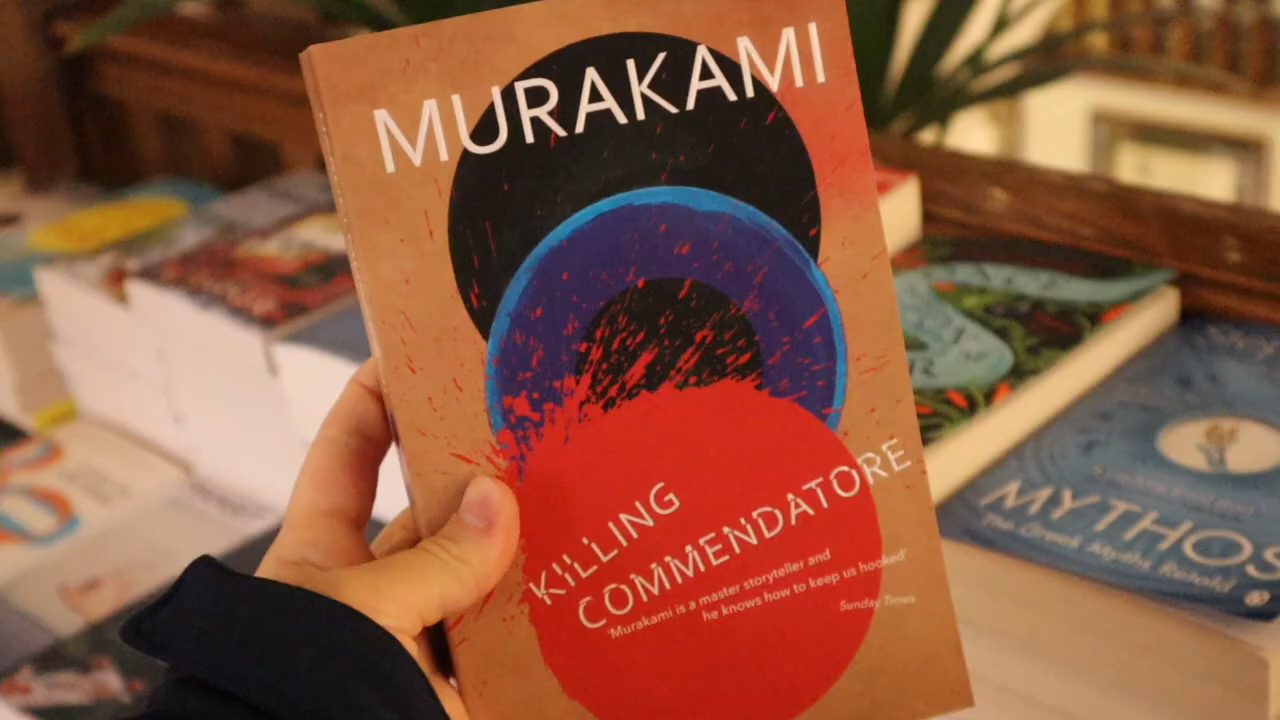 MURAKAMI
KILLING
COMMENDATORE
'Murakami is a master storyteller and
he knows how to keep us hooked'
Sunday Times
MYTHOS
The Greek Myths Retold